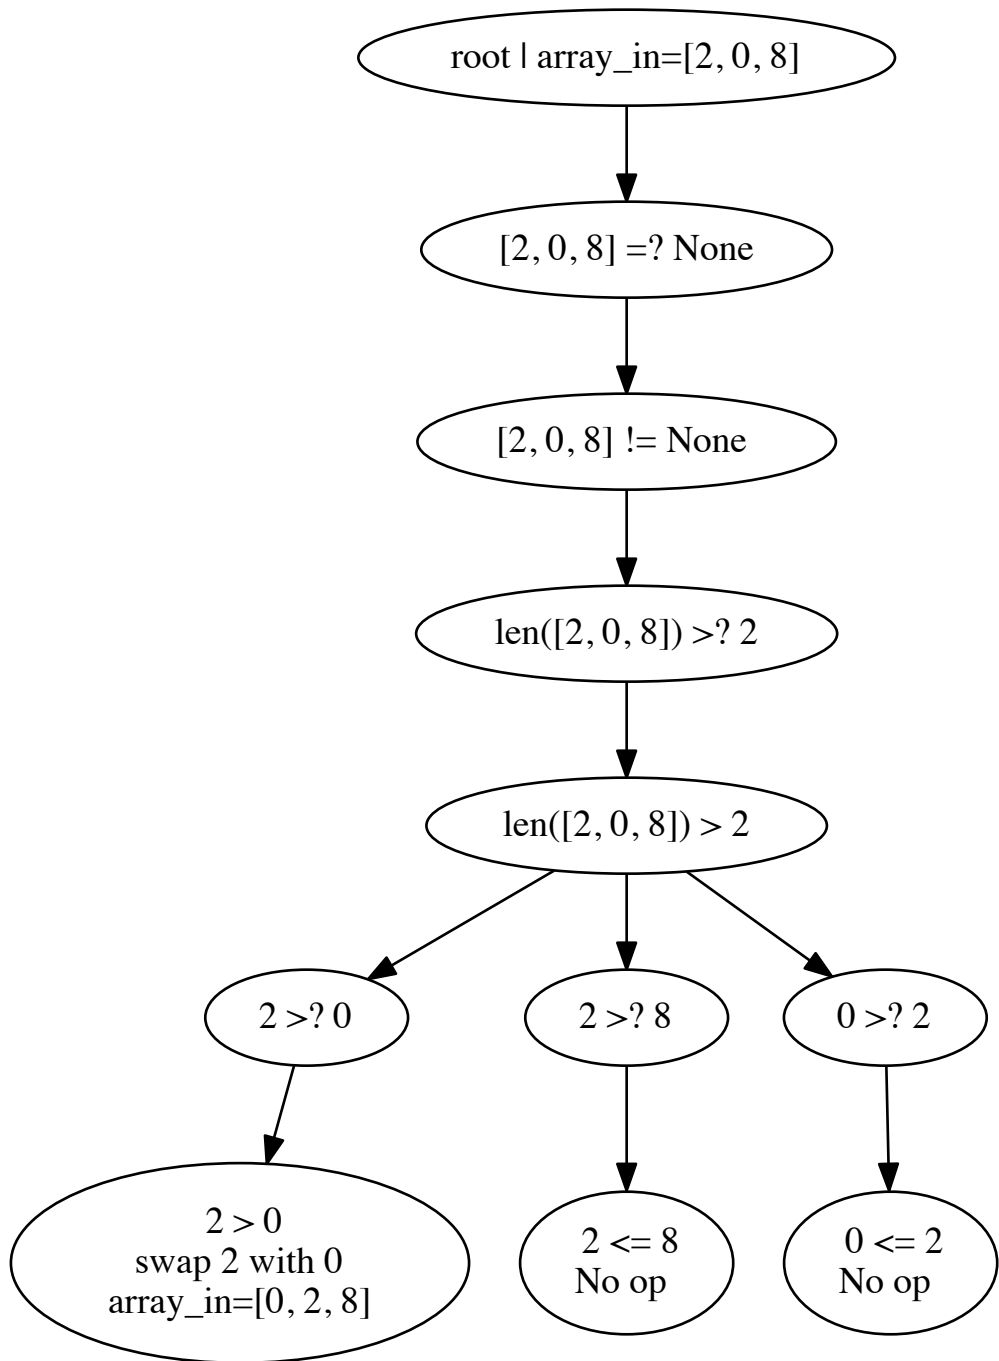 root | array_in=[2, 0, 8]
[2, 0, 8] =? None
[2, 0, 8] != None
len([2, 0, 8]) >? 2
len([2, 0, 8]) > 2
2 >? 0
2 >? 8
0 >? 2
2 > 0
swap 2 with 0
array_in=[0, 2, 8]
2 <= 8
No op
0 <= 2
No op